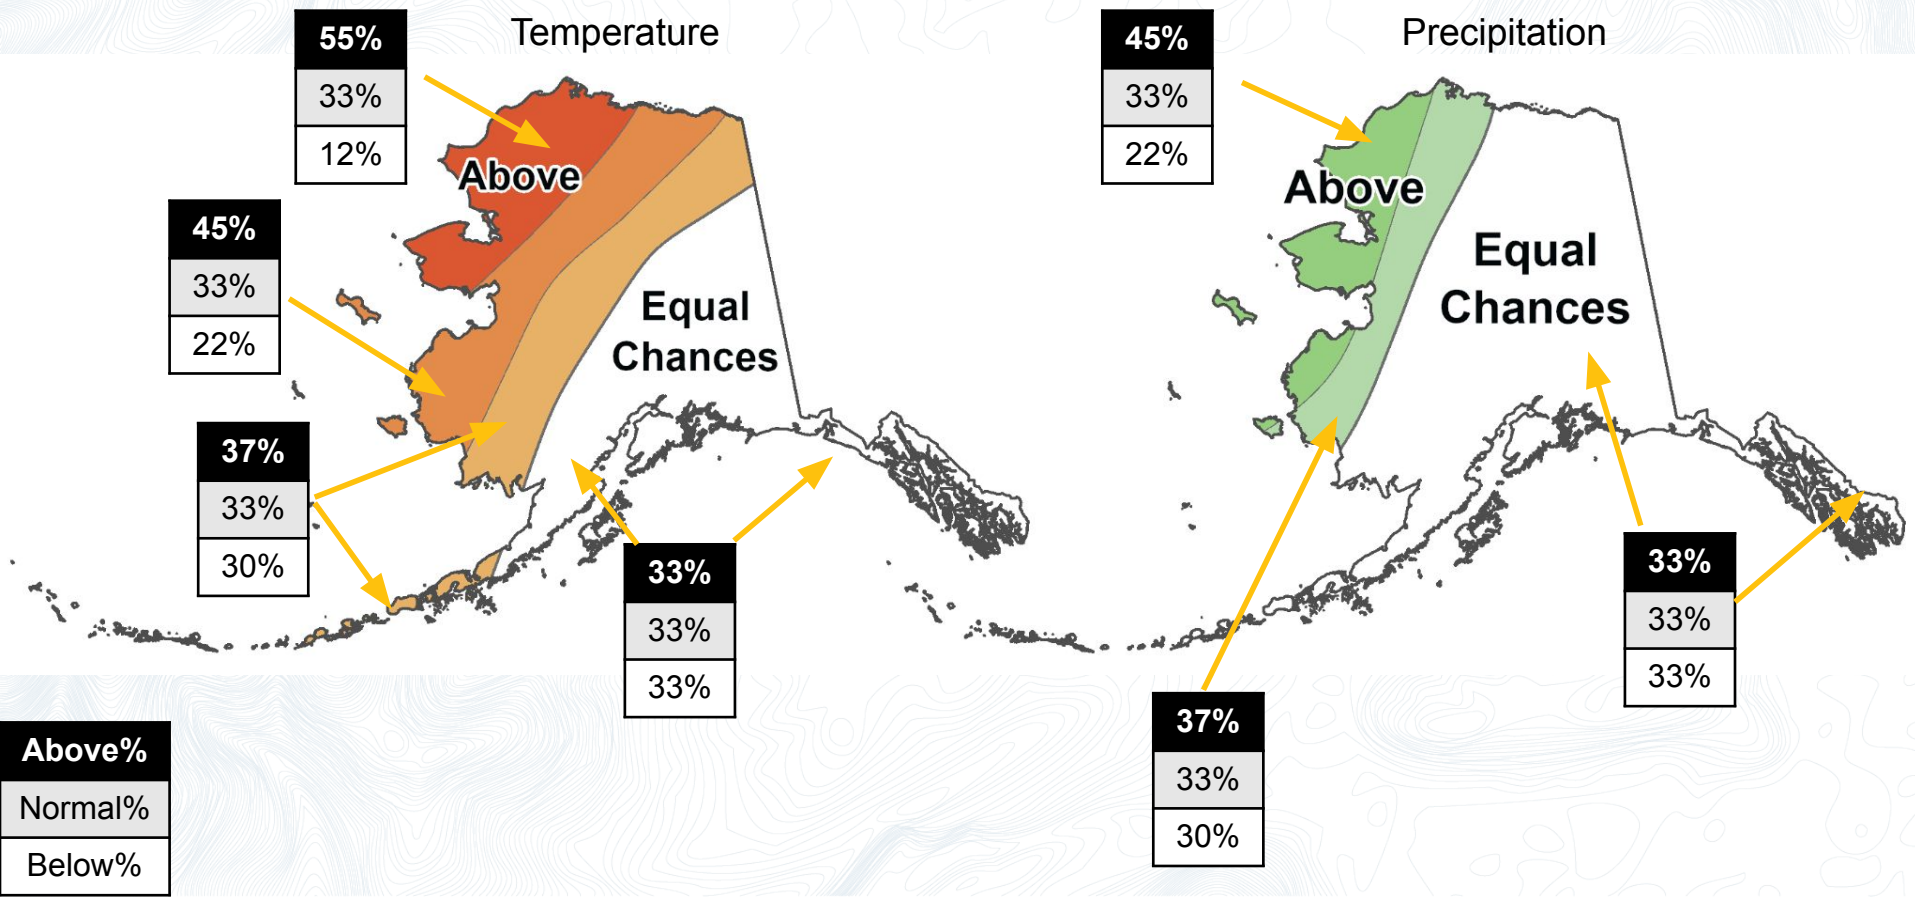 Temperature
55%
33%
12%
Above
45%
33%
22%
Equal
Chances
37%
33%
30%
33%
33%
33%
Above%
Normal%
Below%
Precipitation
45%
33%
22%
Above
Equal
Chances
33%
33%
33%
37%
33%
30%